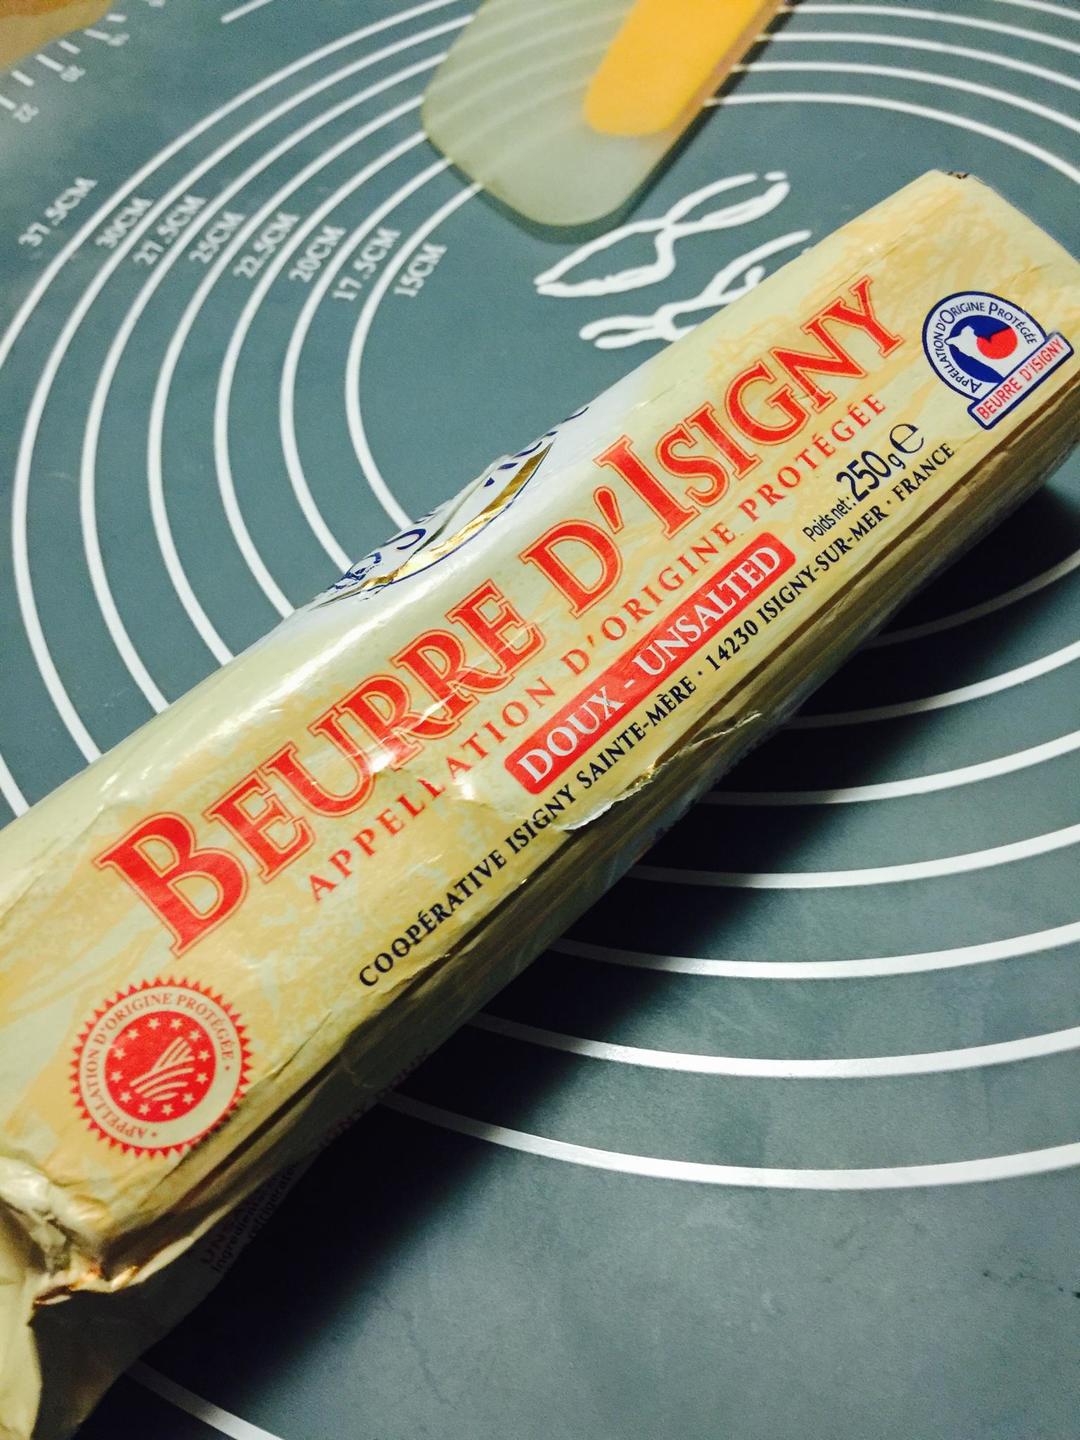 37.5CM
30CM
27.5CM
25CM
22.5CM
20CM
17.5CM
15CM
BEURRE D'ISIGNY
APPELLATION D'ORIGINE PROTÉGÉE
DOUX - UNSALTED
Poids net: 250g e
COOPÉRATIVE ISIGNY SAINTE-MÈRE · 14230 ISIGNY-SUR-MER · FRANCE
APPELLATION D'ORIGINE PROTÉGÉE
BEURRE D'ISIGNY
APPELLATION D'ORIGINE PROTÉGÉE